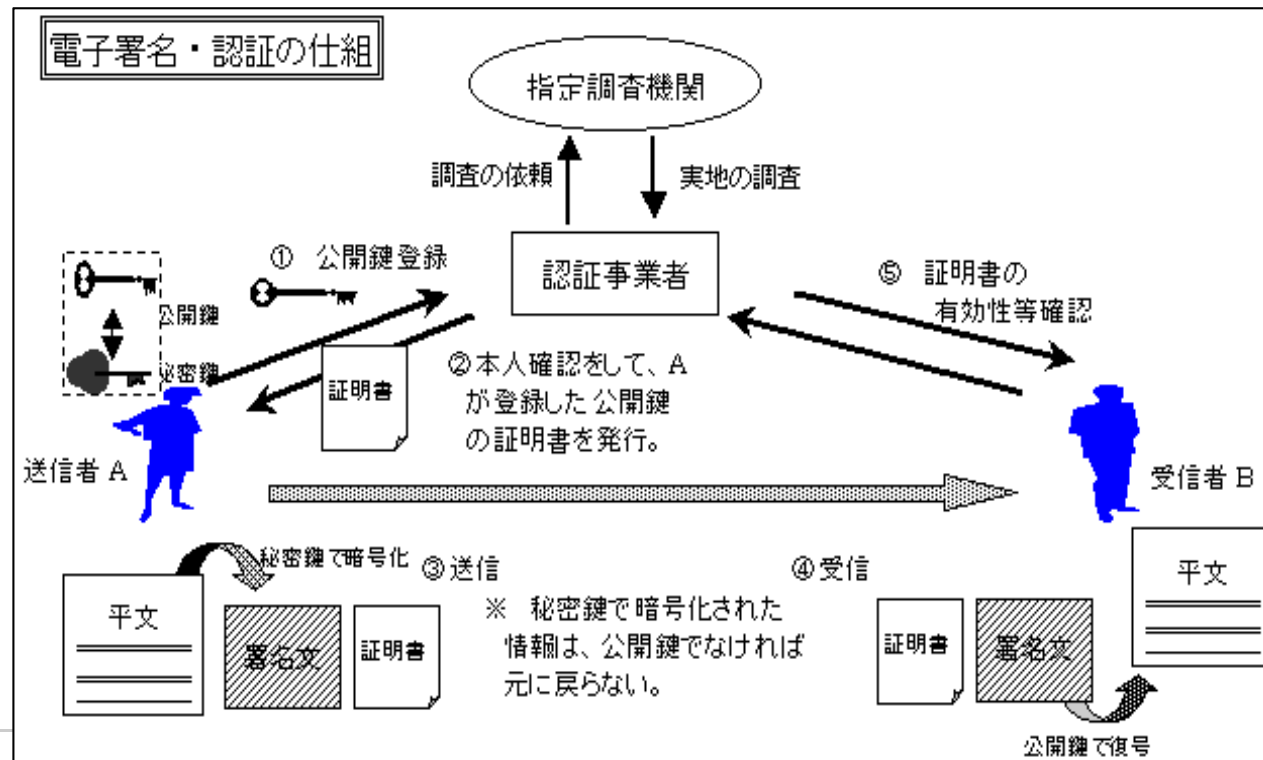 電子署名・認証の仕組
指定調査機関
調査の依頼
実地の調査
① 公開鍵登録
認証事業者
⑤ 証明書の
有効性等確認
公開鍵
秘密鍵
証明書
②本人確認をして、A
が登録した公開鍵
の証明書を発行。
送信者 A
受信者 B
秘密鍵で暗号化
③送信
④受信
平文
署名文
証明書
※ 秘密鍵で暗号化された
情報は、公開鍵でなければ
元に戻らない。
証明書
署名文
平文
公開鍵で復号